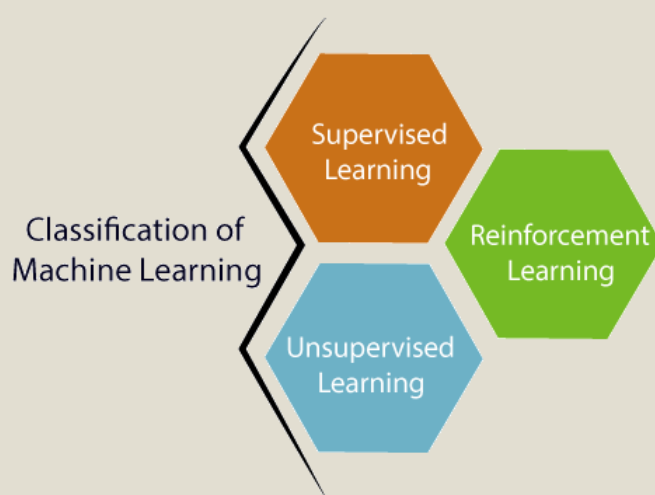 Classification of
Machine Learning
Supervised
Learning
Reinforcement
Learning
Unsupervised
Learning